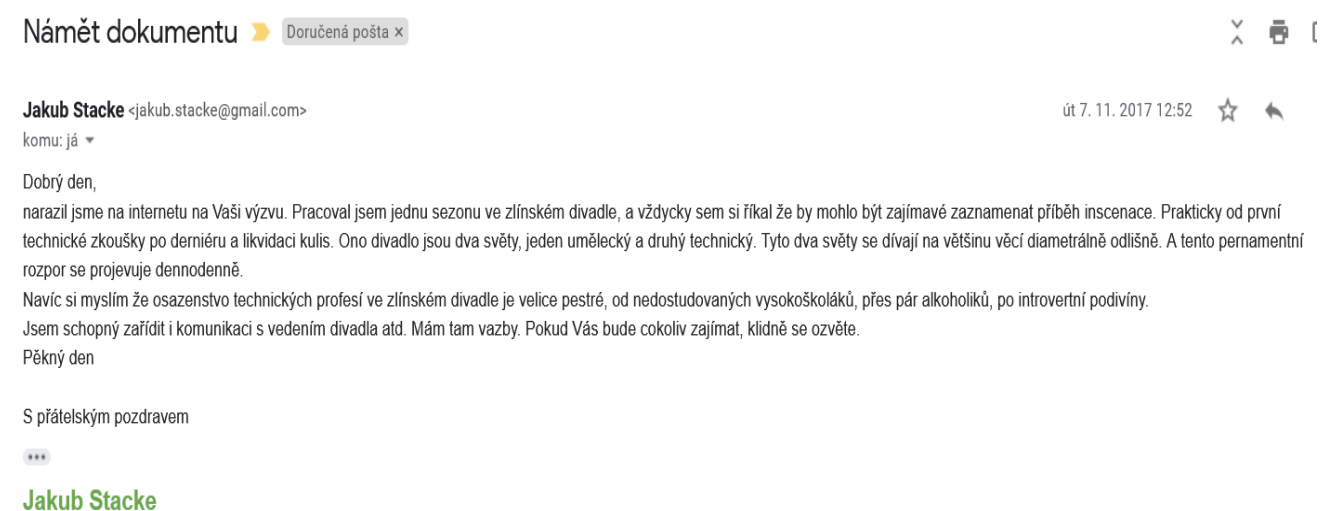 Námět dokumentu Doručená pošta ×
Jakub Stacke <jakub.stacke@gmail.com> út 7. 11. 2017 12:52
komu: já
Dobrý den,
narazil jsme na internetu na Vaši výzvu. Pracoval jsem jednu sezonu ve zlínském divadle, a vždycky sem si říkal že by mohlo být zajímavé zaznamenat příběh inscenace. Prakticky od první
technické zkoušky po derniéru a likvidaci kulis. Ono divadlo jsou dva světy, jeden umělecký a druhý technický. Tyto dva světy se dívají na většinu věcí diametrálně odlišně. A tento pernamentní
rozpor se projevuje dennodenně.
Navíc si myslím že osazenstvo technických profesí ve zlínském divadle je velice pestré, od nedostudovaných vysokoškoláků, přes pár alkoholiků, po introvertní podivíny.
Jsem schopný zařídit i komunikaci s vedením divadla atd. Mám tam vazby. Pokud Vás bude cokoliv zajímat, klidně se ozvěte.
Pěkný den
S přátelským pozdravem
Jakub Stacke